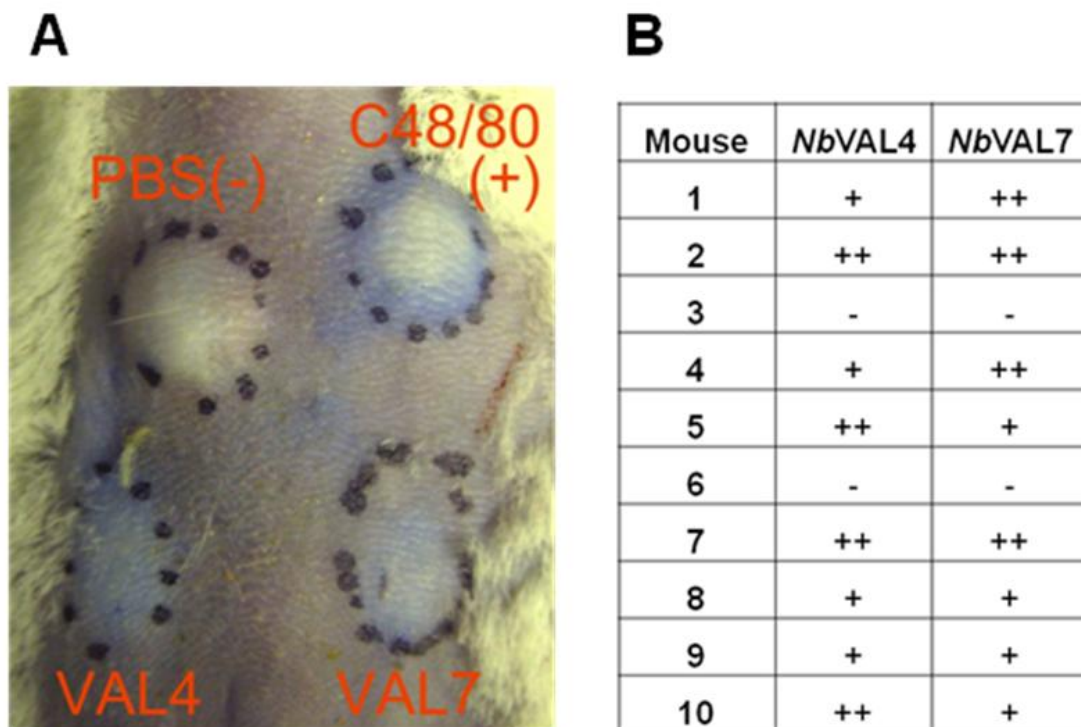 A
PBS(-)
C48/80
(+)
VAL4
VAL7
B
Mouse NbVAL4 NbVAL7
1 + ++
2 ++ ++
3 - -
4 + ++
5 ++ +
6 - -
7 ++ ++
8 + +
9 + +
10 ++ +